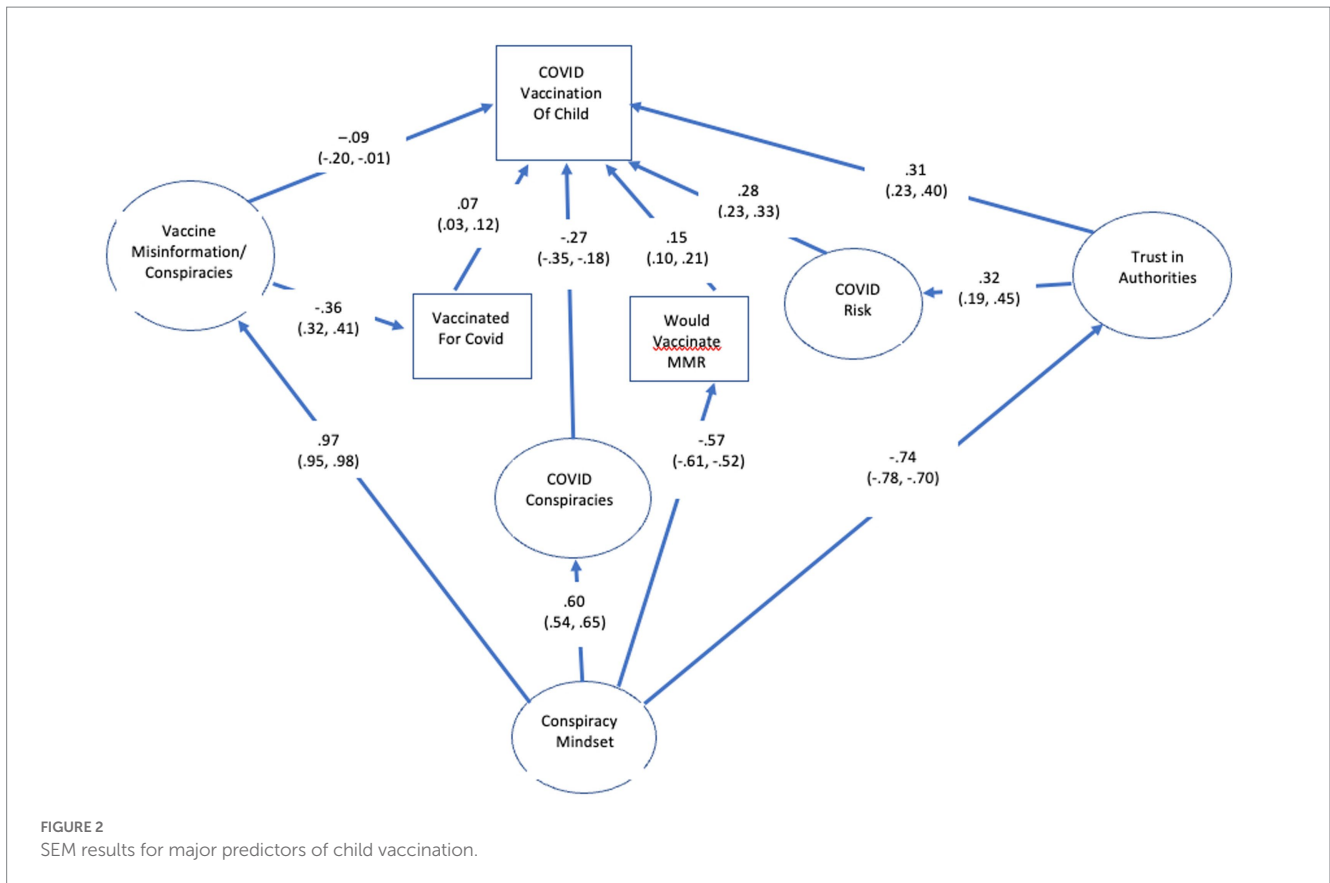 COVID
Vaccination
Of Child
–.09
(-.20, -.01)
.31
(.23, .40)
.07
(.03, .12)
-.27
(-.35, -.18)
.15
(.10, .21)
.28
(.23, .33)
Vaccine
Misinformation/
Conspiracies
Trust in
Authorities
-.36
(.32, .41)
Vaccinated
For Covid
Would
Vaccinate
MMR
COVID
Risk
.32
(.19, .45)
.97
(.95, .98)
COVID
Conspiracies
-.57
(-.61, -.52)
-.74
(-.78, -.70)
.60
(.54, .65)
Conspiracy
Mindset
FIGURE 2
SEM results for major predictors of child vaccination.